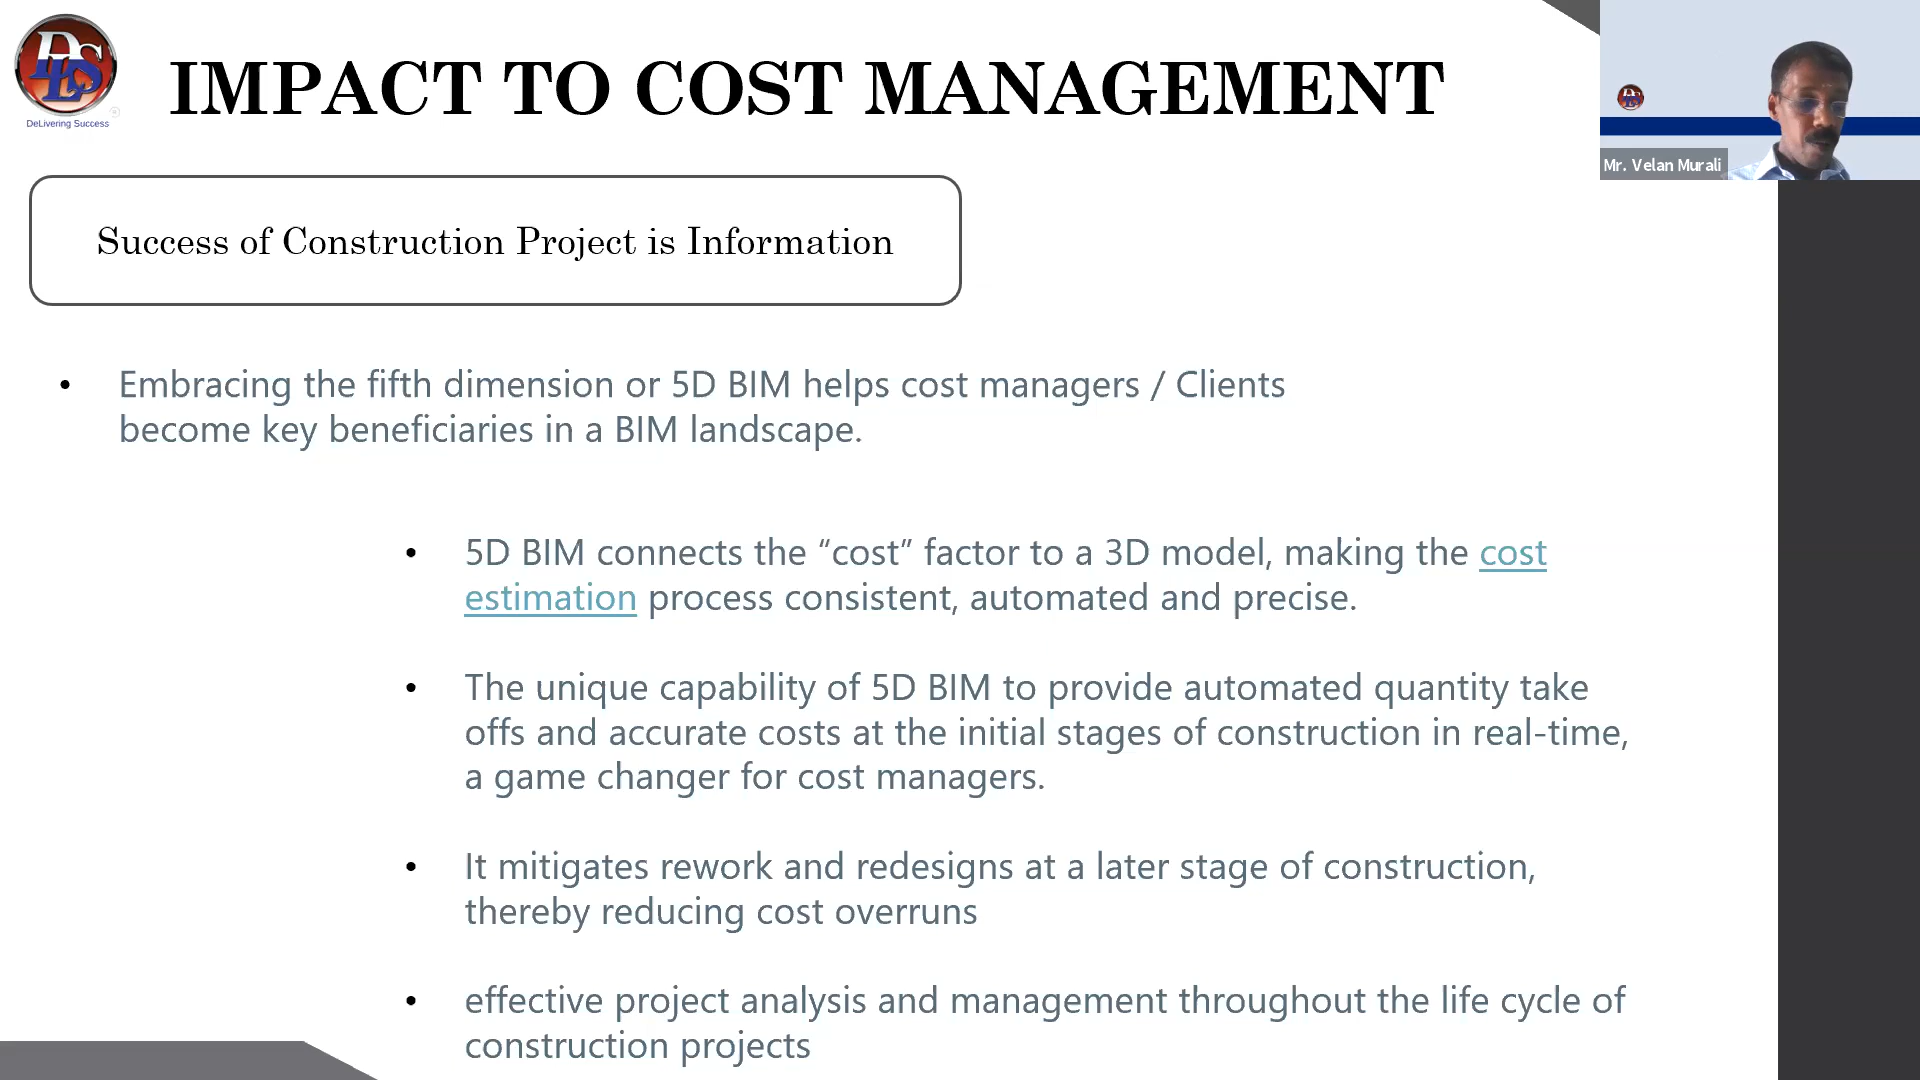 DLS
DeLivering Success
IMPACT TO COST MANAGEMENT
Mr. Velan Murali
Success of Construction Project is Information
• Embracing the fifth dimension or 5D BIM helps cost managers / Clients
become key beneficiaries in a BIM landscape.
• 5D BIM connects the “cost” factor to a 3D model, making the cost
estimation process consistent, automated and precise.
• The unique capability of 5D BIM to provide automated quantity take
offs and accurate costs at the initial stages of construction in real-time,
a game changer for cost managers.
• It mitigates rework and redesigns at a later stage of construction,
thereby reducing cost overruns
• effective project analysis and management throughout the life cycle of
construction projects